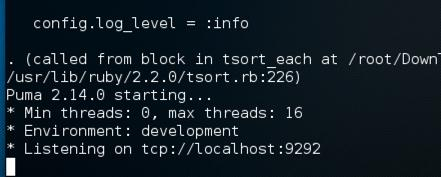 config.log_level = :info
. (called from block in tsort_each at /root/Down
/usr/lib/ruby/2.2.0/tsort.rb:226)
Puma 2.14.0 starting...
* Min threads: 0, max threads: 16
* Environment: development
* Listening on tcp://localhost:9292